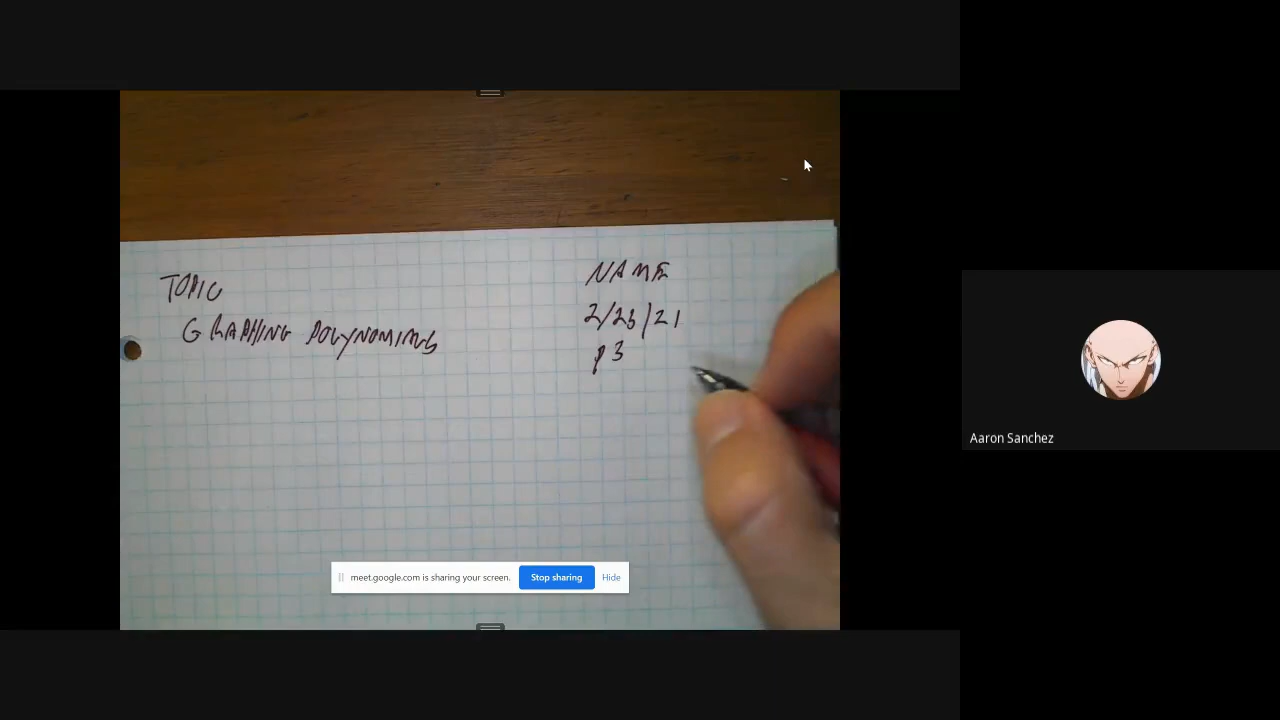 TOPIC
GRAPHING POLYNOMIALS
NAME
2/23/21
P3
meet.google.com is sharing your screen.
Stop sharing
Hide
Aaron Sanchez